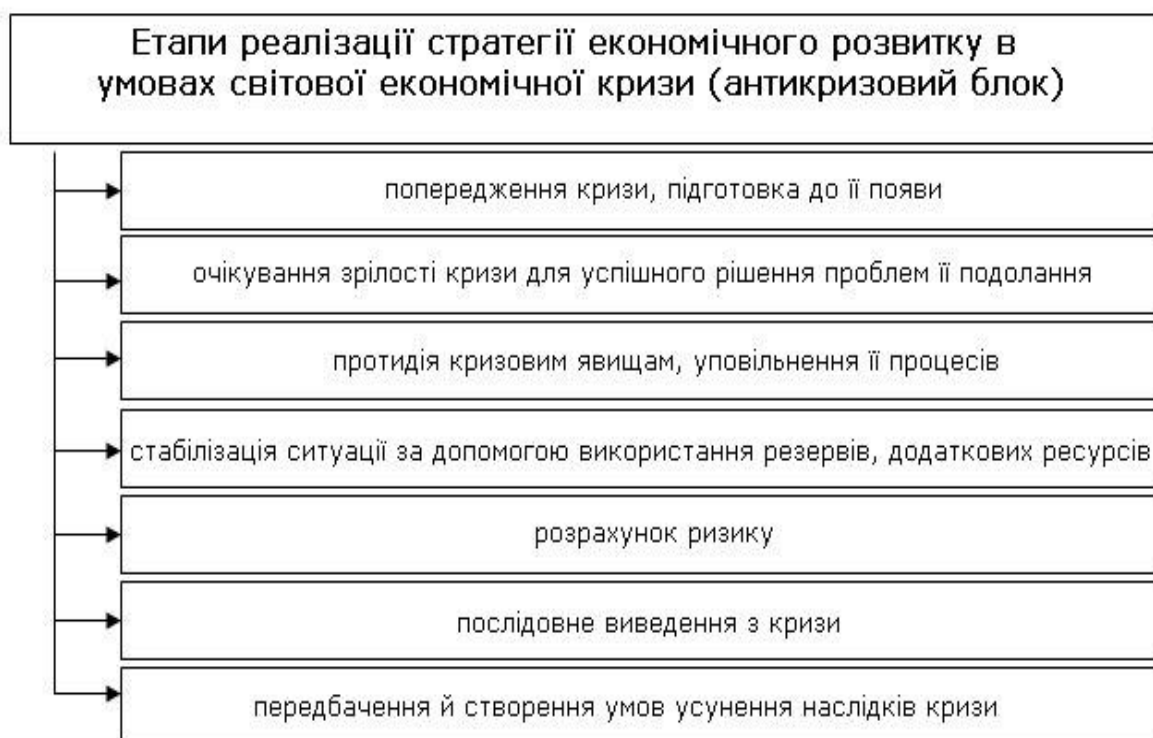 Етапи реалізації стратегії економічного розвитку в
умовах світової економічної кризи (антикризовий блок)
попередження кризи, підготовка до її появи
очікування зрілості кризи для успішного рішення проблем її подолання
протидія кризовим явищам, уповільнення її процесів
стабілізація ситуації за допомогою використання резервів, додаткових ресурсів
розрахунок ризику
послідовне виведення з кризи
передбачення й створення умов усунення наслідків кризи